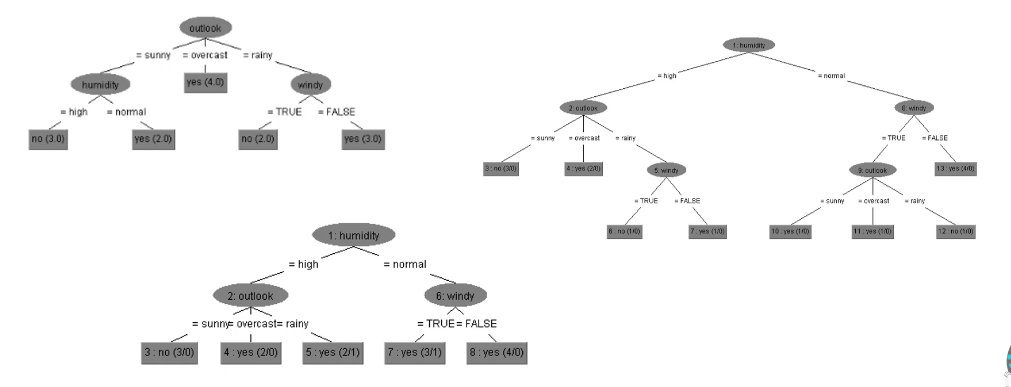 outlook
= sunny = overcast = rainy
humidity yes (4.0) windy
= high = normal = TRUE = FALSE
no (3.0) yes (2.0) no (2.0) yes (3.0)
1: humidity
= high = normal
2: outlook 8: windy
= sunny = overcast = rainy = TRUE = FALSE
3 : no (3/0) 4 : yes (2/0) 5: windy 9: outlook 13 : yes (4/0)
= TRUE = FALSE = sunny = overcast = rainy
6 : no (1/0) 7 : yes (1/0) 10 : yes (1/0) 11 : yes (1/0) 12 : no (1/0)
1: humidity
= high = normal
2: outlook 6: windy
= sunny = overcast = rainy = TRUE = FALSE
3 : no (3/0) 4 : yes (2/0) 5 : yes (2/1) 7 : yes (3/1) 8 : yes (4/0)